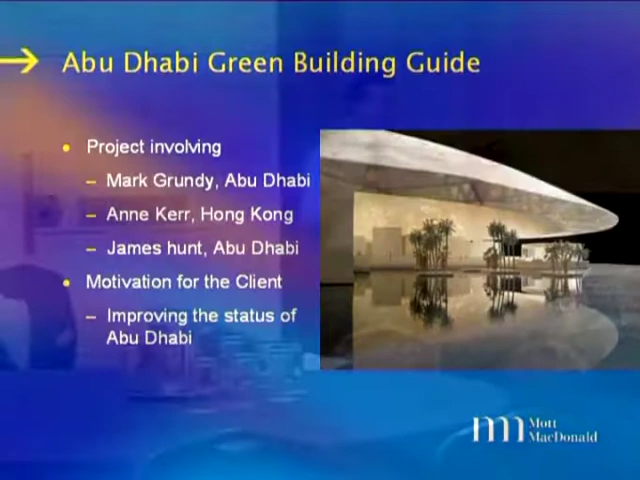 Abu Dhabi Green Building Guide
• Project involving
– Mark Grundy, Abu Dhabi
– Anne Kerr, Hong Kong
– James hunt, Abu Dhabi
• Motivation for the Client
– Improving the status of
Abu Dhabi
Mott
MacDonald